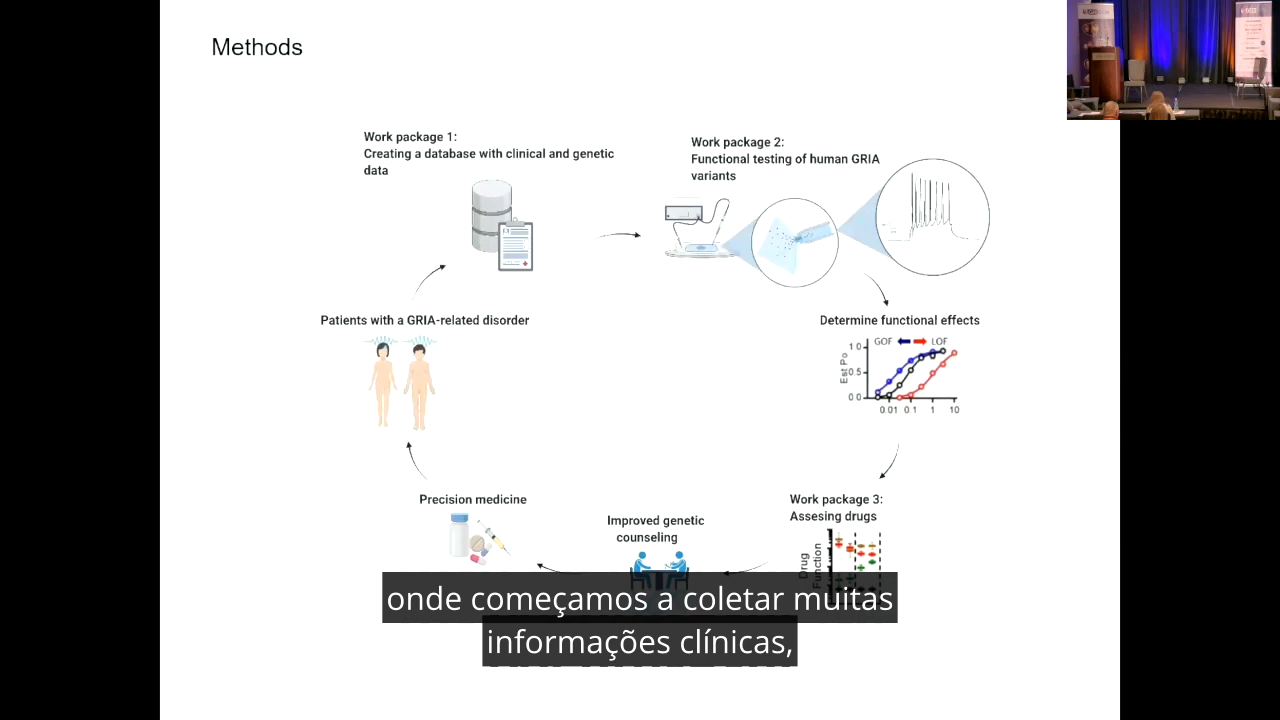 Methods
Work package 1:
Creating a database with clinical and genetic
data
Work package 2:
Functional testing of human GRIA
variants
Patients with a GRIA-related disorder
Determine functional effects
GOF
LOF
Est Po
1 0
0.5
0.0
0 01 0.1 1 10
Precision medicine
Improved genetic
counseling
Work package 3:
Assesing drugs
Drug
Function
onde começamos a coletar muitas
informações clínicas,